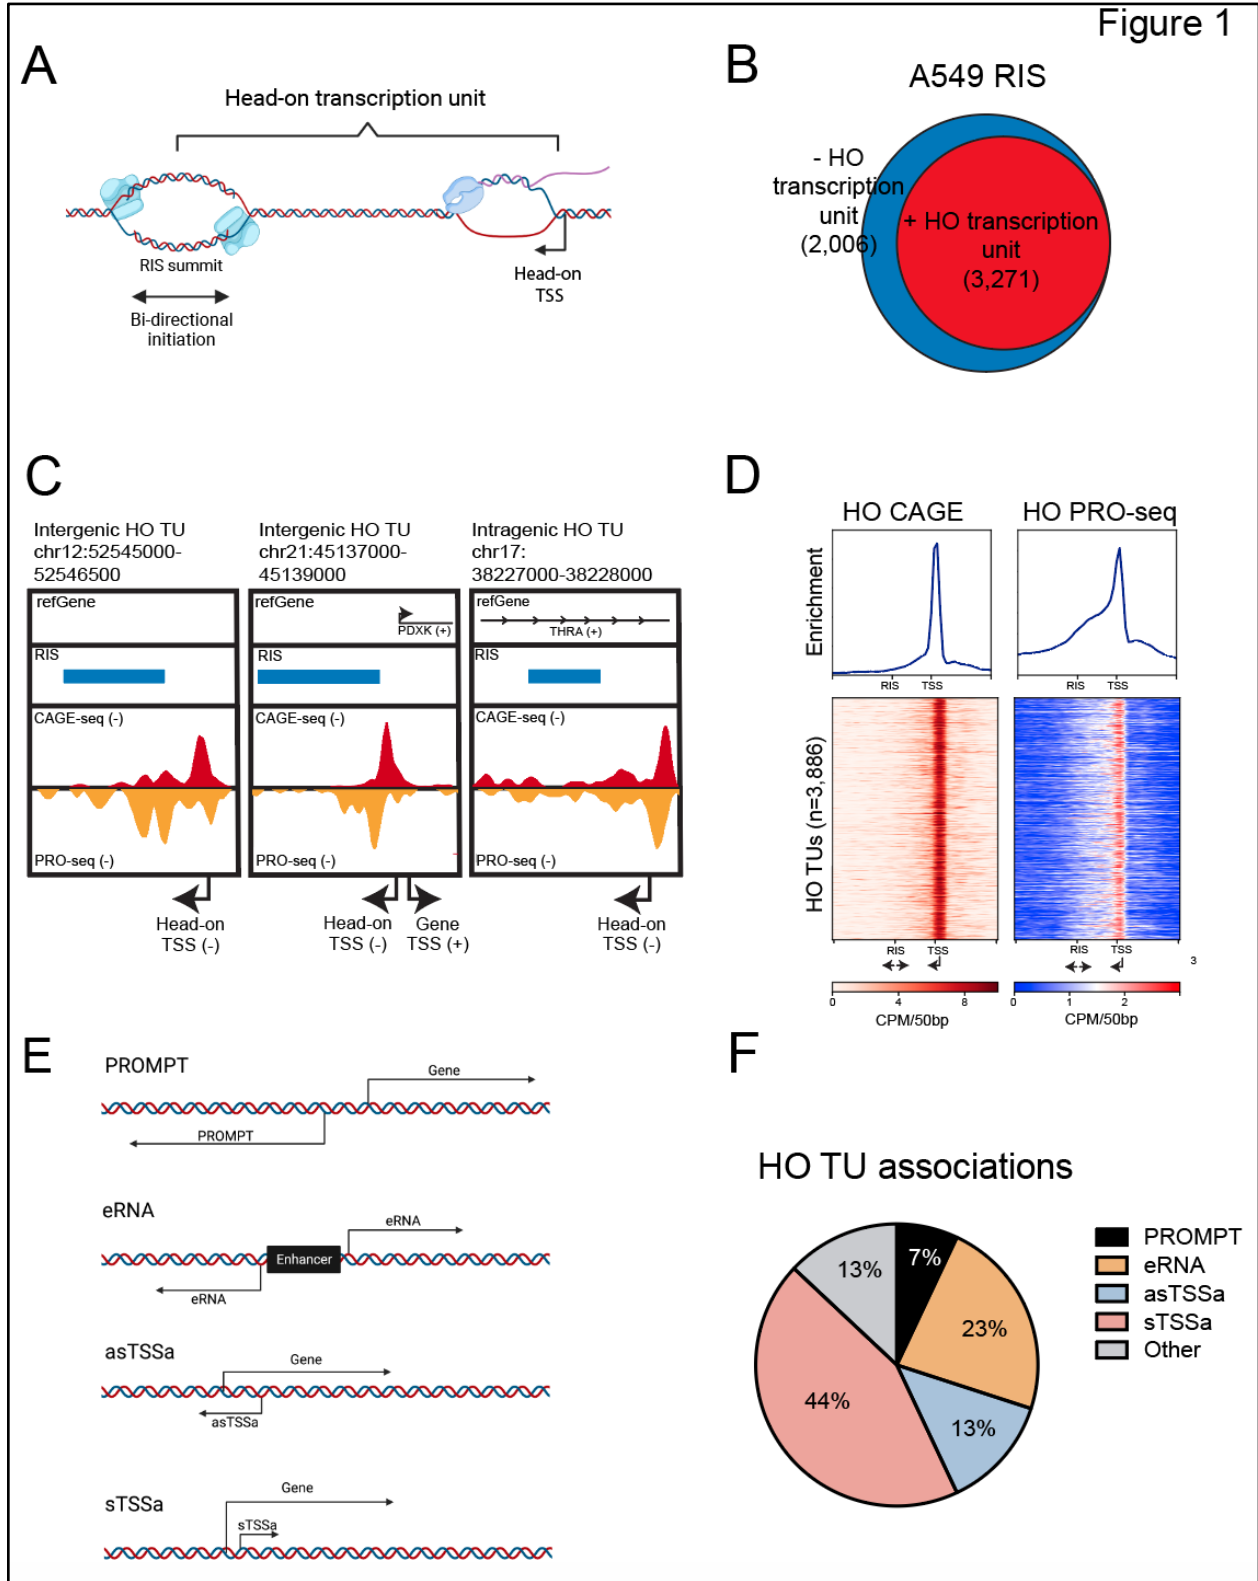 Figure 1
A
Head-on transcription unit
RIS summit
Bi-directional
initiation
Head-on
TSS
B
A549 RIS
- HO
transcription
unit
(2,006)
+ HO transcription
unit
(3,271)
C
Intergenic HO TU
chr12:52545000-
52546500
refGene
RIS
CAGE-seq (-)
PRO-seq (-)
Head-on
TSS (-)
Intergenic HO TU
chr21:45137000-
45139000
refGene
PDXK (+)
RIS
CAGE-seq (-)
PRO-seq (-)
Head-on
TSS (-)
Gene
TSS (+)
Intragenic HO TU
chr17:
38227000-38228000
refGene
THRA (+)
RIS
CAGE-seq (-)
PRO-seq (-)
Head-on
TSS (-)
D
HO CAGE
HO PRO-seq
Enrichment
RIS TSS
RIS TSS
HO TUs (n=3,886)
RIS TSS
RIS TSS
3
0 4 8
CPM/50bp
0 1 2
CPM/50bp
E
PROMPT
Gene
PROMPT
eRNA
eRNA
Enhancer
eRNA
asTSSa
Gene
asTSSa
sTSSa
Gene
sTSSa
F
HO TU associations
7%
23%
13%
44%
13%
PROMPT
eRNA
asTSSa
sTSSa
Other